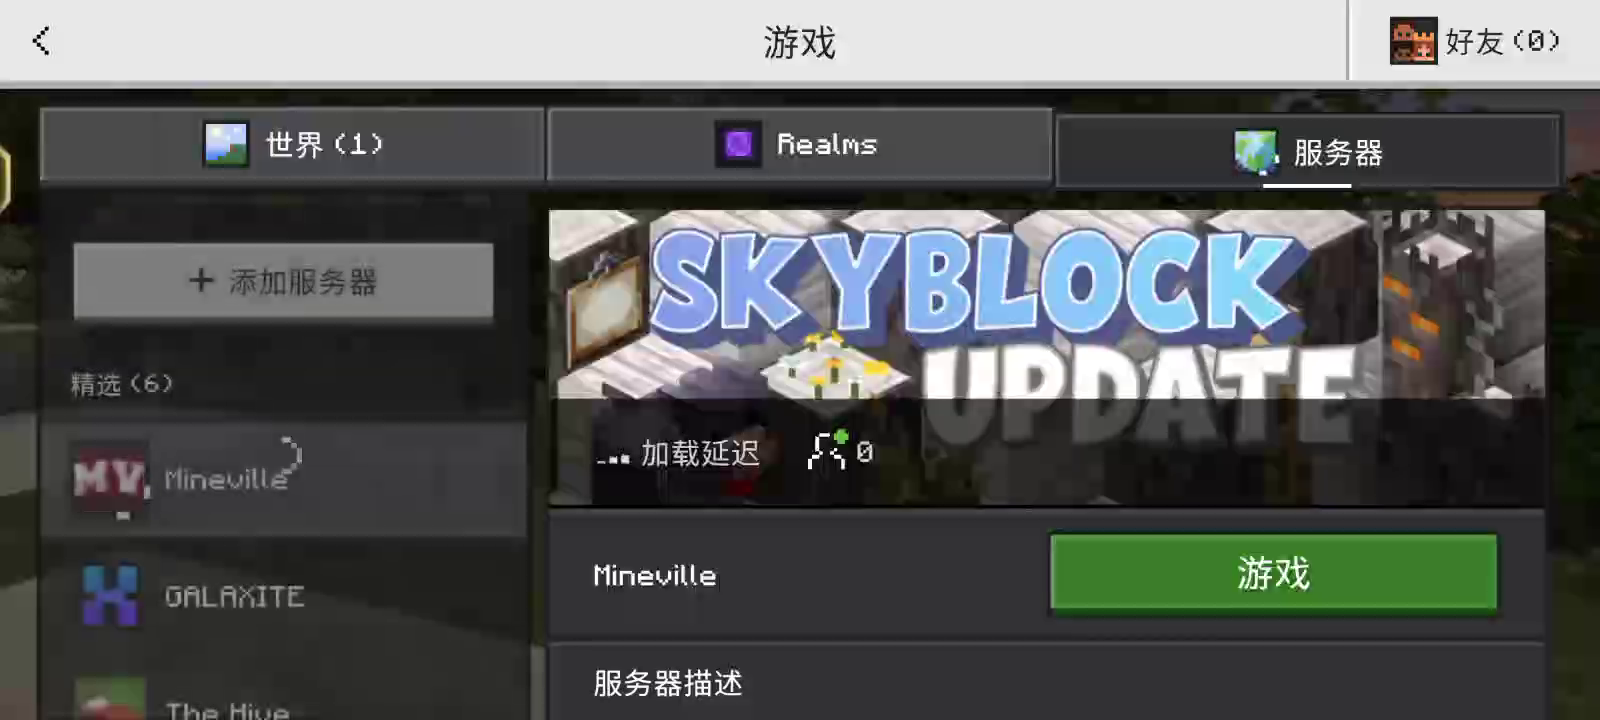 游戏
好友(0)
世界(1)
Realms
服务器
+ 添加服务器
精选(6)
MV
Mineville
GALAXITE
The Hive
SKYBLOCK
UPDATE
加载延迟
0
Mineville
游戏
服务器描述